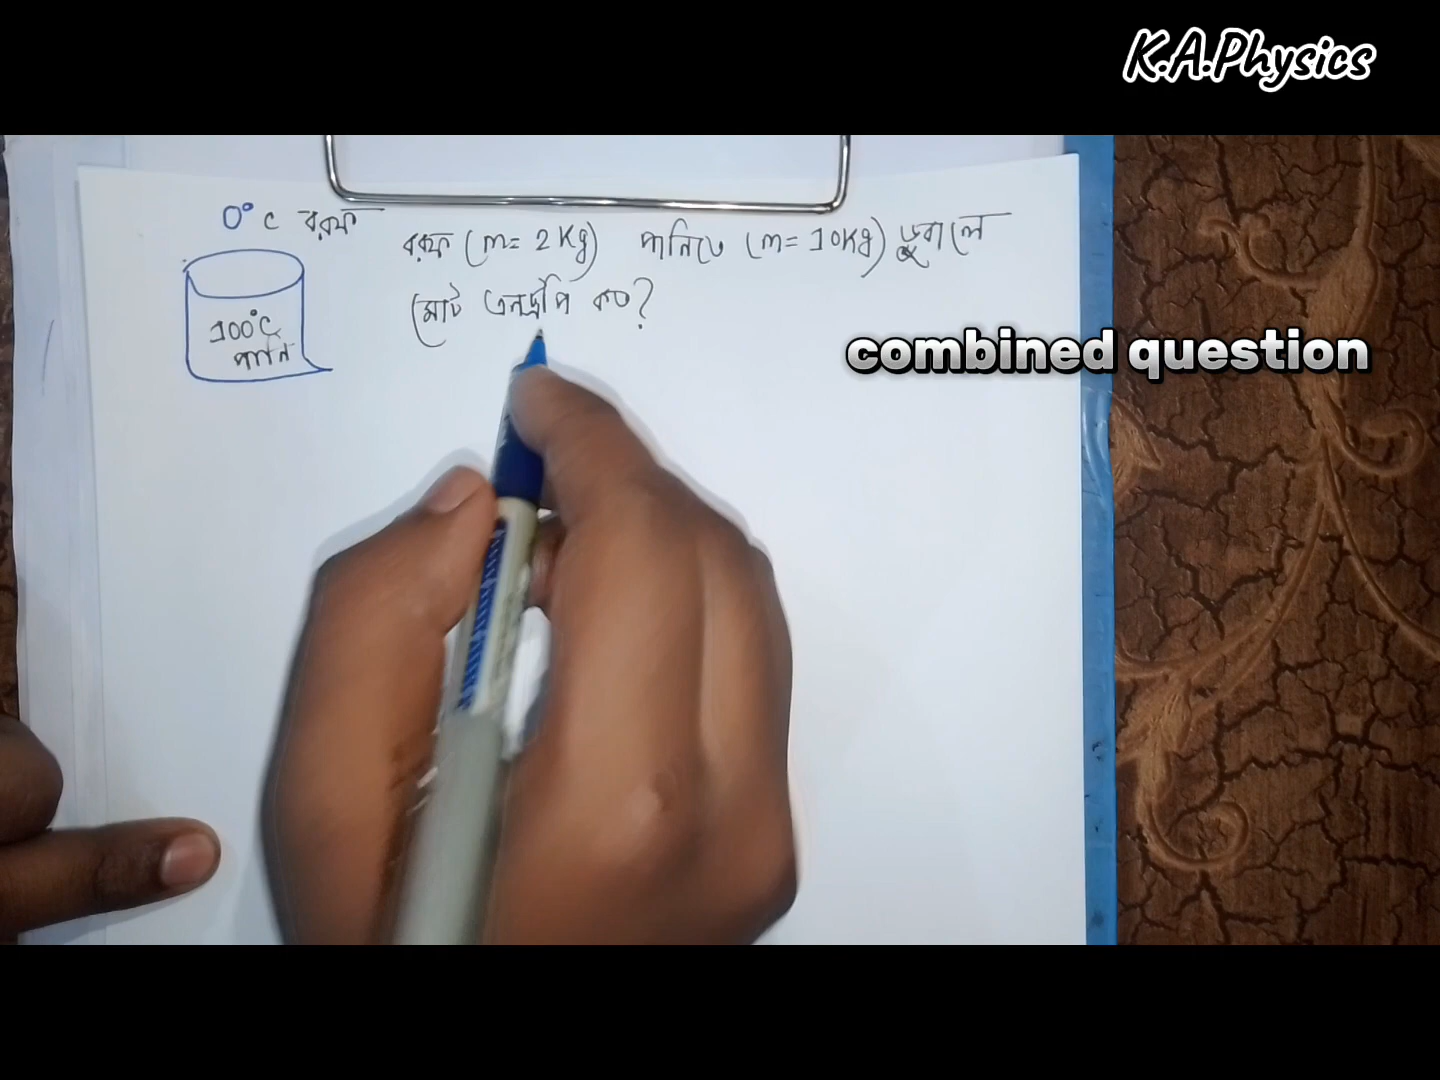 K.A.Physics
0° c বরফ
বরফ (m= 2 Kg) পানিতে (m= 10Kg) ডুবালে
মোট এনট্রপি কত?
100°C
পানি
combined question